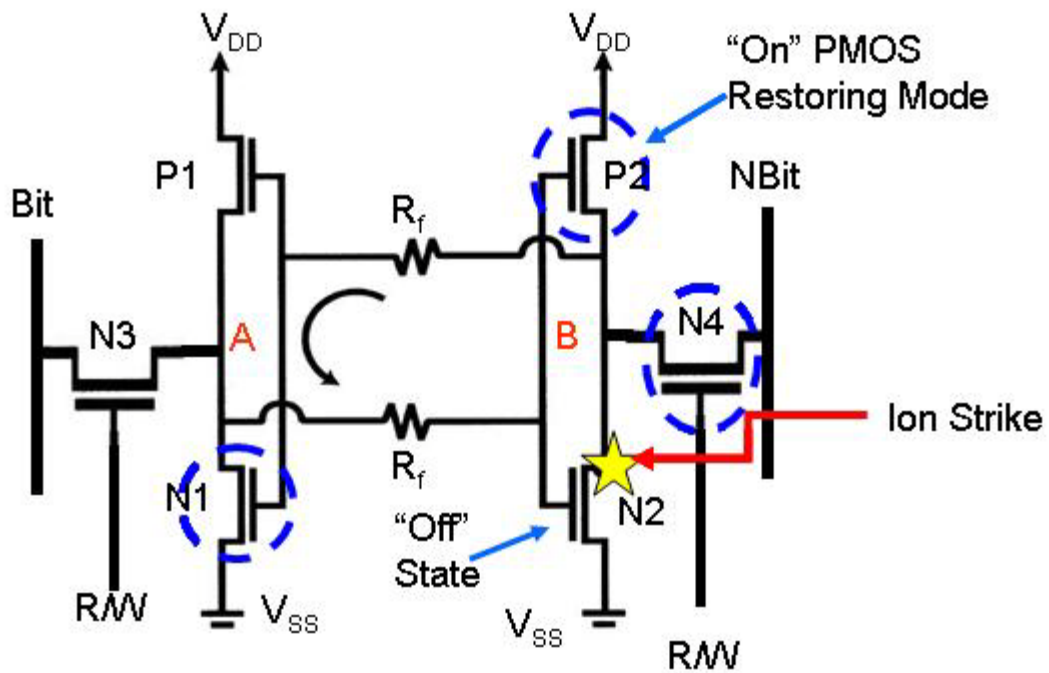 V_DD
V_DD
“On” PMOS
Restoring Mode
P1
P2
NBit
Bit
R_f
N3
A
B
N4
Ion Strike
R_f
N1
N2
“Off”
State
R/W
V_SS
V_SS
R/W